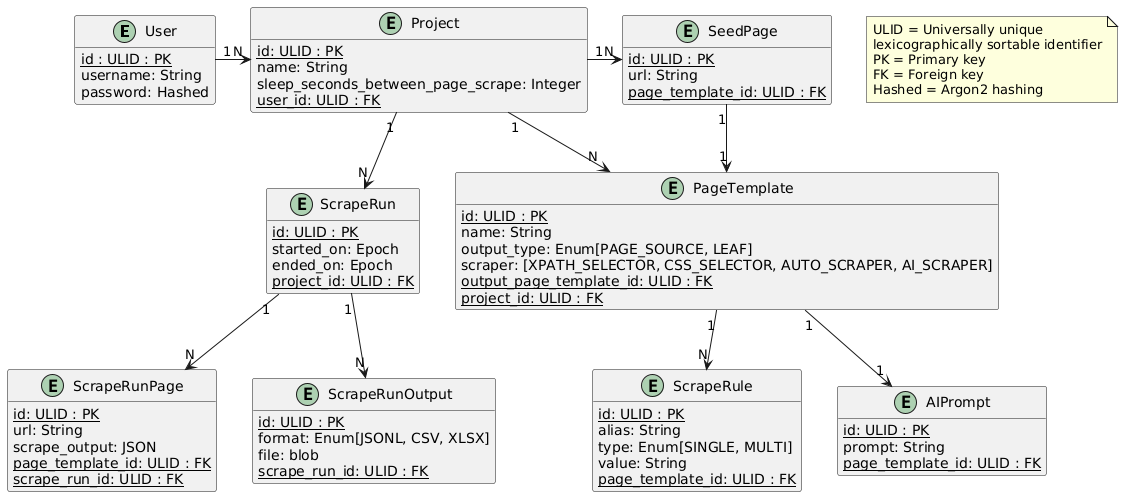 E User
id : ULID : PK
username: String
password: Hashed
1 N
E Project
id: ULID : PK
name: String
sleep_seconds_between_page_scrape: Integer
user_id: ULID : FK
1 N
E SeedPage
id: ULID : PK
url: String
page_template_id: ULID : FK
ULID = Universally unique
lexicographically sortable identifier
PK = Primary key
FK = Foreign key
Hashed = Argon2 hashing
1
N
1
N
1
1
E ScrapeRun
id: ULID : PK
started_on: Epoch
ended_on: Epoch
project_id: ULID : FK
E PageTemplate
id: ULID : PK
name: String
output_type: Enum[PAGE_SOURCE, LEAF]
scraper: [XPATH_SELECTOR, CSS_SELECTOR, AUTO_SCRAPER, AI_SCRAPER]
output_page_template_id: ULID : FK
project_id: ULID : FK
1
N
1
N
1
N
1
1
E ScrapeRunPage
id: ULID : PK
url: String
scrape_output: JSON
page_template_id: ULID : FK
scrape_run_id: ULID : FK
E ScrapeRunOutput
id: ULID : PK
format: Enum[JSONL, CSV, XLSX]
file: blob
scrape_run_id: ULID : FK
E ScrapeRule
id: ULID : PK
alias: String
type: Enum[SINGLE, MULTI]
value: String
page_template_id: ULID : FK
E AIPrompt
id: ULID : PK
prompt: String
page_template_id: ULID : FK